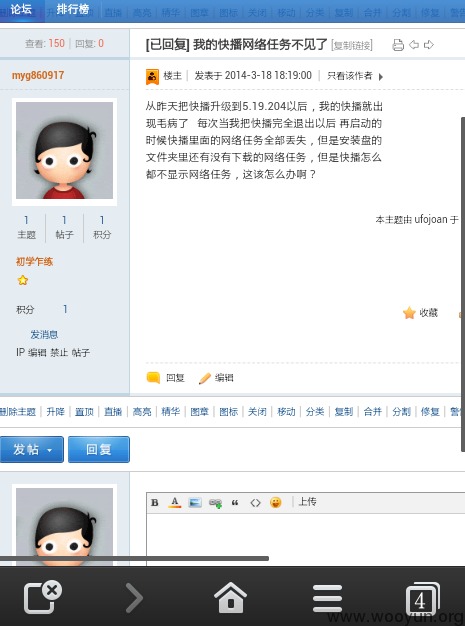 论坛 排行榜
删除主题 升降 置顶 直播 高亮 精华 图章 图标 关闭 移动 分类 复制 合并 分割 修复
查看: 150 回复: 0
[已回复] 我的快播网络任务不见了 [复制链接]
myg860917
楼主 发表于 2014-3-18 18:19:00 只看该作者
从昨天把快播升级到5.19.204以后，我的快播就出
现毛病了 每次当我把快播完全退出以后 再启动的
时候快播里面的网络任务全部丢失，但是安装盘的
文件夹里还有没有下载的网络任务，但是快播怎么
都不显示网络任务，这该怎么办啊？
1 1 1
主题 帖子 积分
本主题由 ufojoan 于
初学乍练
积分 1
收藏
发消息
IP 编辑 禁止 帖子
回复 编辑
删除主题 升降 置顶 直播 高亮 精华 图章 图标 关闭 移动 分类 复制 合并 分割 修复 警
发帖 回复
B A 上传
4
www.wooyun.org